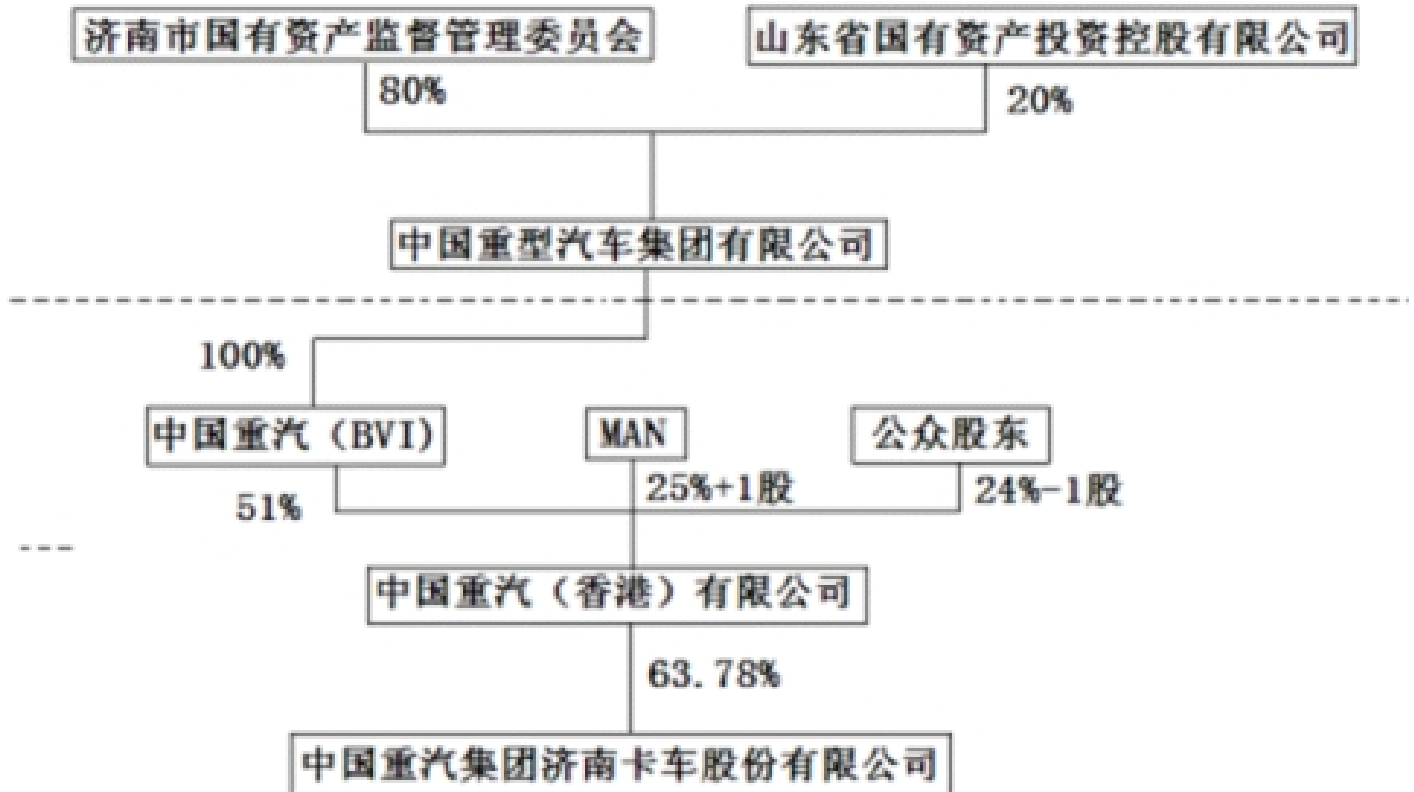 济南市国有资产监督管理委员会
山东省国有资产投资控股有限公司
80%
20%
中国重型汽车集团有限公司
100%
中国重汽（BVI）
MAN
公众股东
51%
25%+1股
24%-1股
中国重汽（香港）有限公司
63.78%
中国重汽集团济南卡车股份有限公司